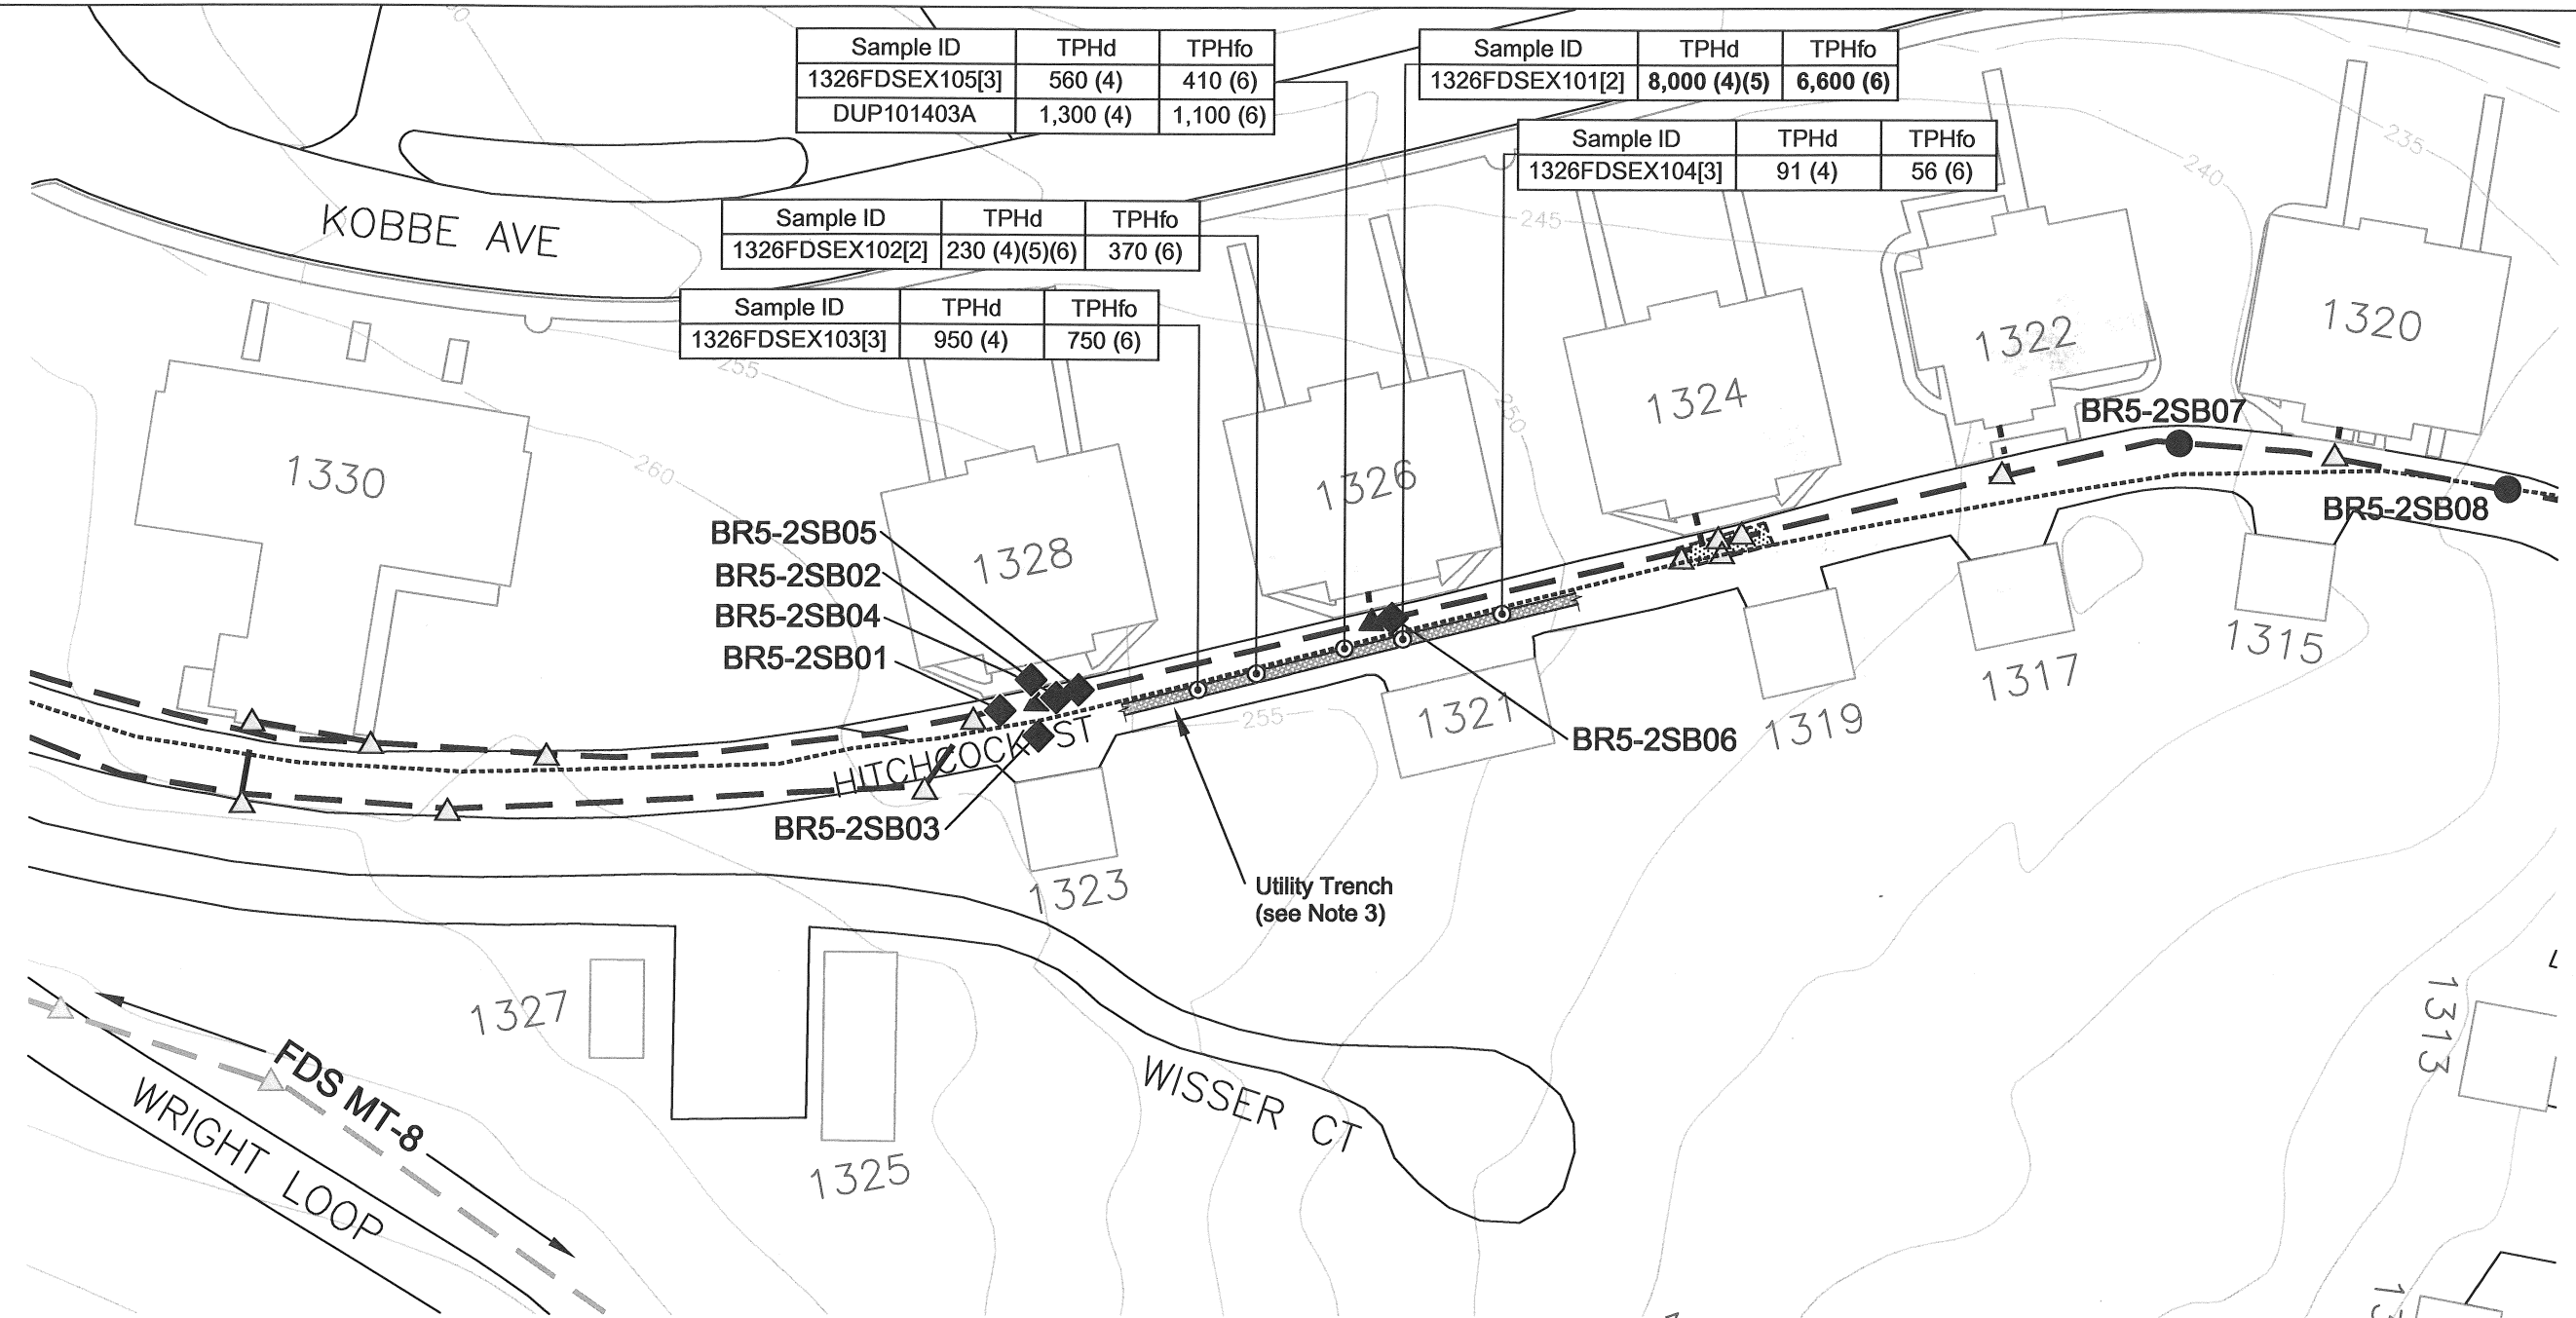 Sample ID TPHd TPHfo
1326FDSEX105[3] 560 (4) 410 (6)
DUP101403A 1,300 (4) 1,100 (6)
Sample ID TPHd TPHfo
1326FDSEX101[2] 8,000 (4)(5) 6,600 (6)
Sample ID TPHd TPHfo
1326FDSEX104[3] 91 (4) 56 (6)
Sample ID TPHd TPHfo
1326FDSEX102[2] 230 (4)(5)(6) 370 (6)
Sample ID TPHd TPHfo
1326FDSEX103[3] 950 (4) 750 (6)
KOBBE AVE
235
240
245
250
255
260
255
1330
1328
1326
1324
1322
1320
BR5-2SB07
BR5-2SB08
BR5-2SB05
BR5-2SB02
BR5-2SB04
BR5-2SB01
HITCHCOCK ST
BR5-2SB03
BR5-2SB06
1323
1321
1319
1317
1315
Utility Trench
(see Note 3)
1327
1325
1313
FDS MT-8
WRIGHT LOOP
WISSER CT